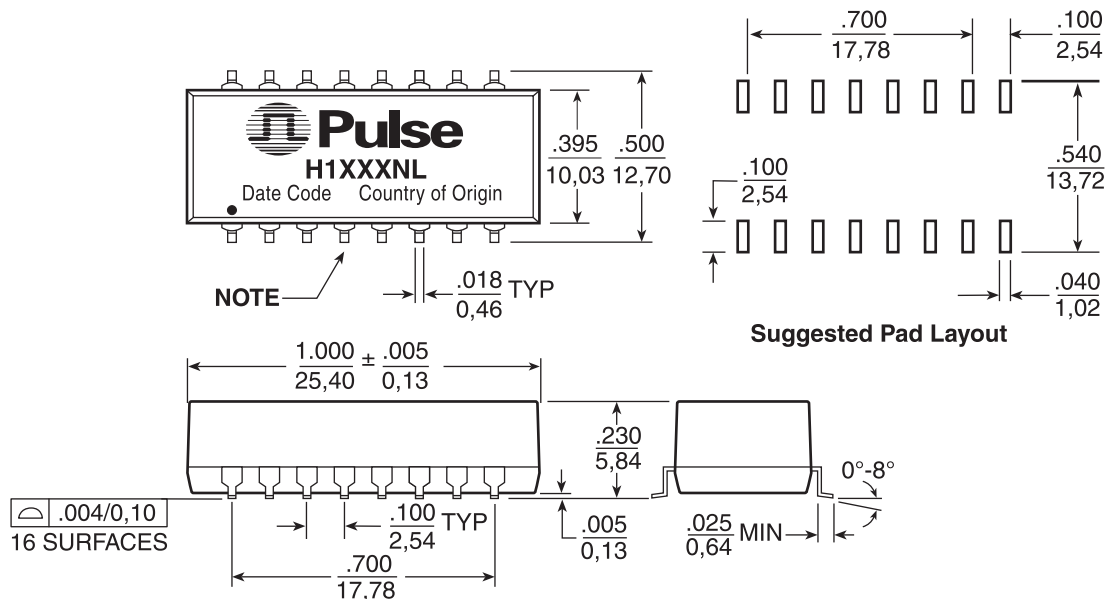 Pulse
H1XXXNL
Date Code Country of Origin
.395
10,03
.500
12,70
NOTE
.018
0,46
TYP
.700
17,78
.100
2,54
.100
2,54
.540
13,72
.040
1,02
Suggested Pad Layout
1.000 ± .005
25,40 0,13
.230
5,84
.004/0,10
16 SURFACES
.100
2,54
TYP
.700
17,78
.005
0,13
.025
0,64
MIN
0°-8°